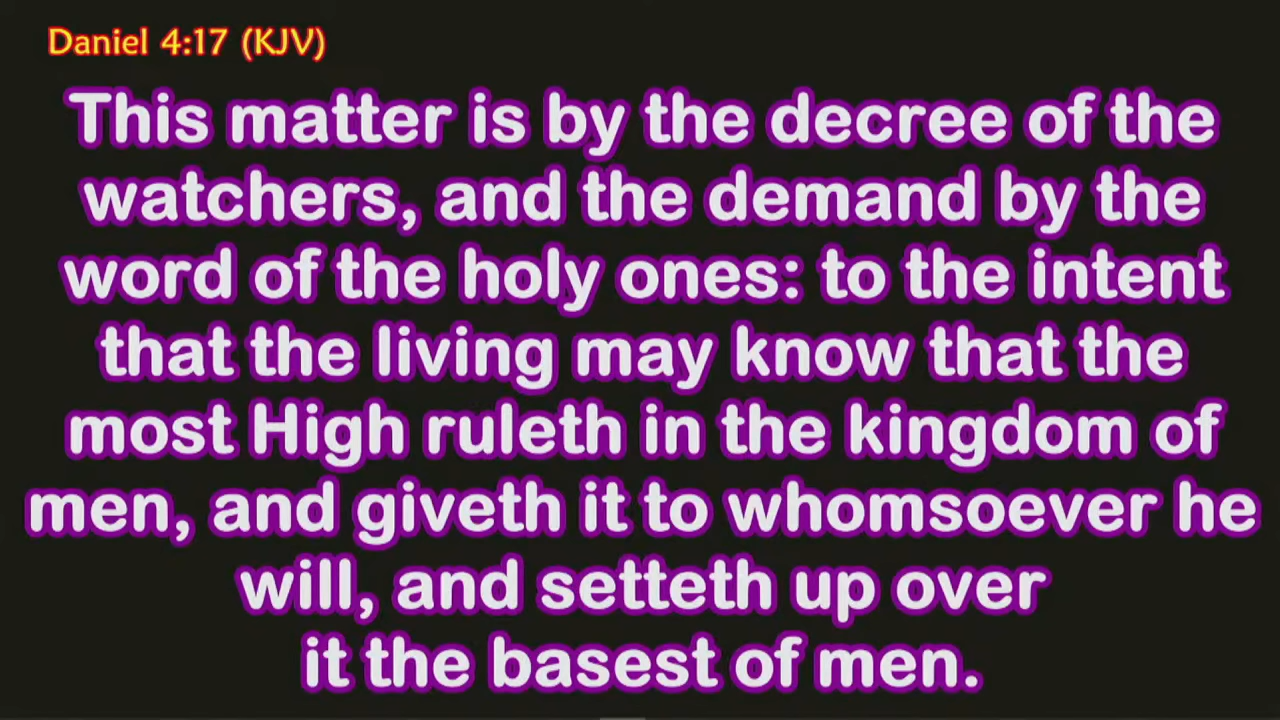 Daniel 4:17 (KJV)
This matter is by the decree of the
watchers, and the demand by the
word of the holy ones: to the intent
that the living may know that the
most High ruleth in the kingdom of
men, and giveth it to whomsoever he
will, and setteth up over
it the basest of men.